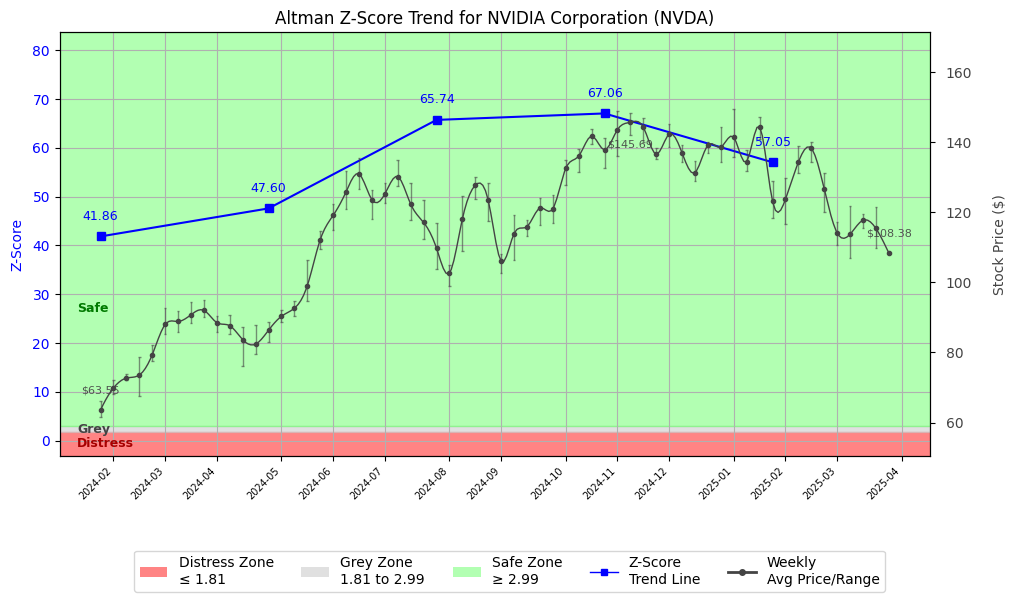 Altman Z-Score Trend for NVIDIA Corporation (NVDA)
80
70
60
50
40
30
20
10
0
Z-Score
160
140
120
100
80
60
Stock Price ($)
41.86
47.60
65.74
67.06
57.05
$63.55
$145.69
$108.38
Safe
Grey
Distress
2024-02
2024-03
2024-04
2024-05
2024-06
2024-07
2024-08
2024-09
2024-10
2024-11
2024-12
2025-01
2025-02
2025-03
2025-04
Distress Zone
≤ 1.81
Grey Zone
1.81 to 2.99
Safe Zone
≥ 2.99
Z-Score
Trend Line
Weekly
Avg Price/Range